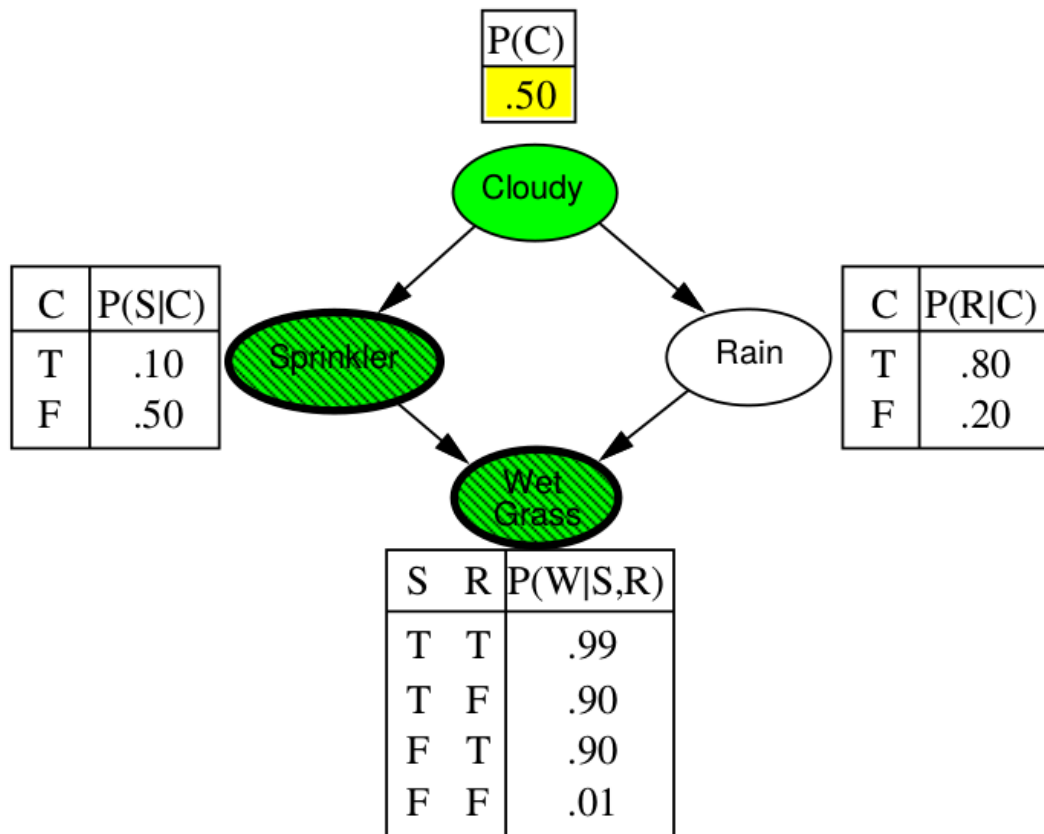 P(C)
.50
Cloudy
C P(S|C)
T .10
F .50
Sprinkler
Rain
C P(R|C)
T .80
F .20
Wet
Grass
S R P(W|S,R)
T T .99
T F .90
F T .90
F F .01